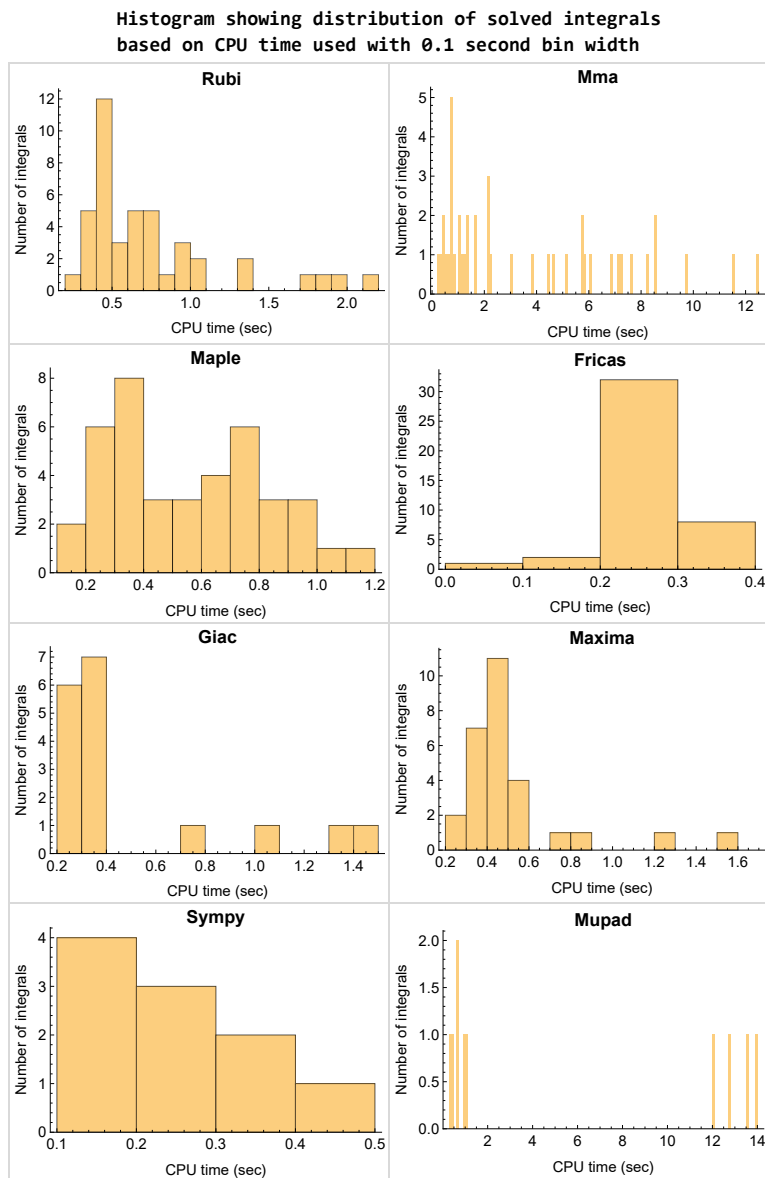 Histogram showing distribution of solved integrals
based on CPU time used with 0.1 second bin width
Rubi
Number of integrals
0
2
4
6
8
10
12
0.5 1.0 1.5 2.0
CPU time (sec)
Mma
Number of integrals
0
1
2
3
4
5
0 2 4 6 8 10 12
CPU time (sec)
Maple
Number of integrals
0
2
4
6
8
0.2 0.4 0.6 0.8 1.0 1.2
CPU time (sec)
Fricas
Number of integrals
0
5
10
15
20
25
30
0.0 0.1 0.2 0.3 0.4
CPU time (sec)
Giac
Number of integrals
0
1
2
3
4
5
6
7
0.2 0.4 0.6 0.8 1.0 1.2 1.4
CPU time (sec)
Maxima
Number of integrals
0
2
4
6
8
10
0.2 0.4 0.6 0.8 1.0 1.2 1.4 1.6
CPU time (sec)
Sympy
Number of integrals
0
1
2
3
4
0.1 0.2 0.3 0.4 0.5
CPU time (sec)
Mupad
Number of integrals
0.0
0.5
1.0
1.5
2.0
2 4 6 8 10 12 14
CPU time (sec)